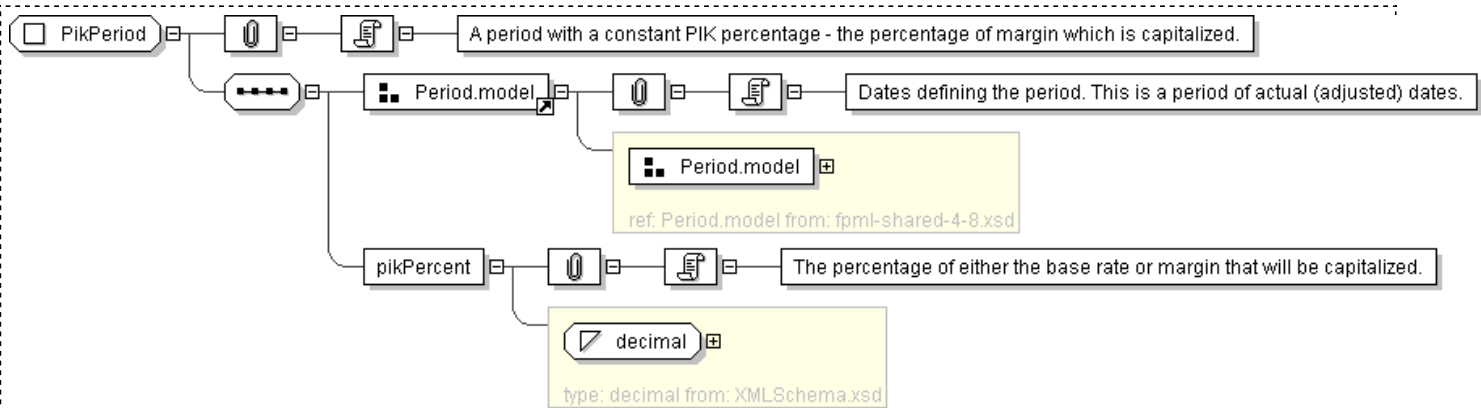 PikPeriod
A period with a constant PIK percentage - the percentage of margin which is capitalized.
Period.model
Dates defining the period. This is a period of actual (adjusted) dates.
Period.model
ref: Period.model from: fpml-shared-4-8.xsd
pikPercent
The percentage of either the base rate or margin that will be capitalized.
decimal
type: decimal from: XMLSchema.xsd